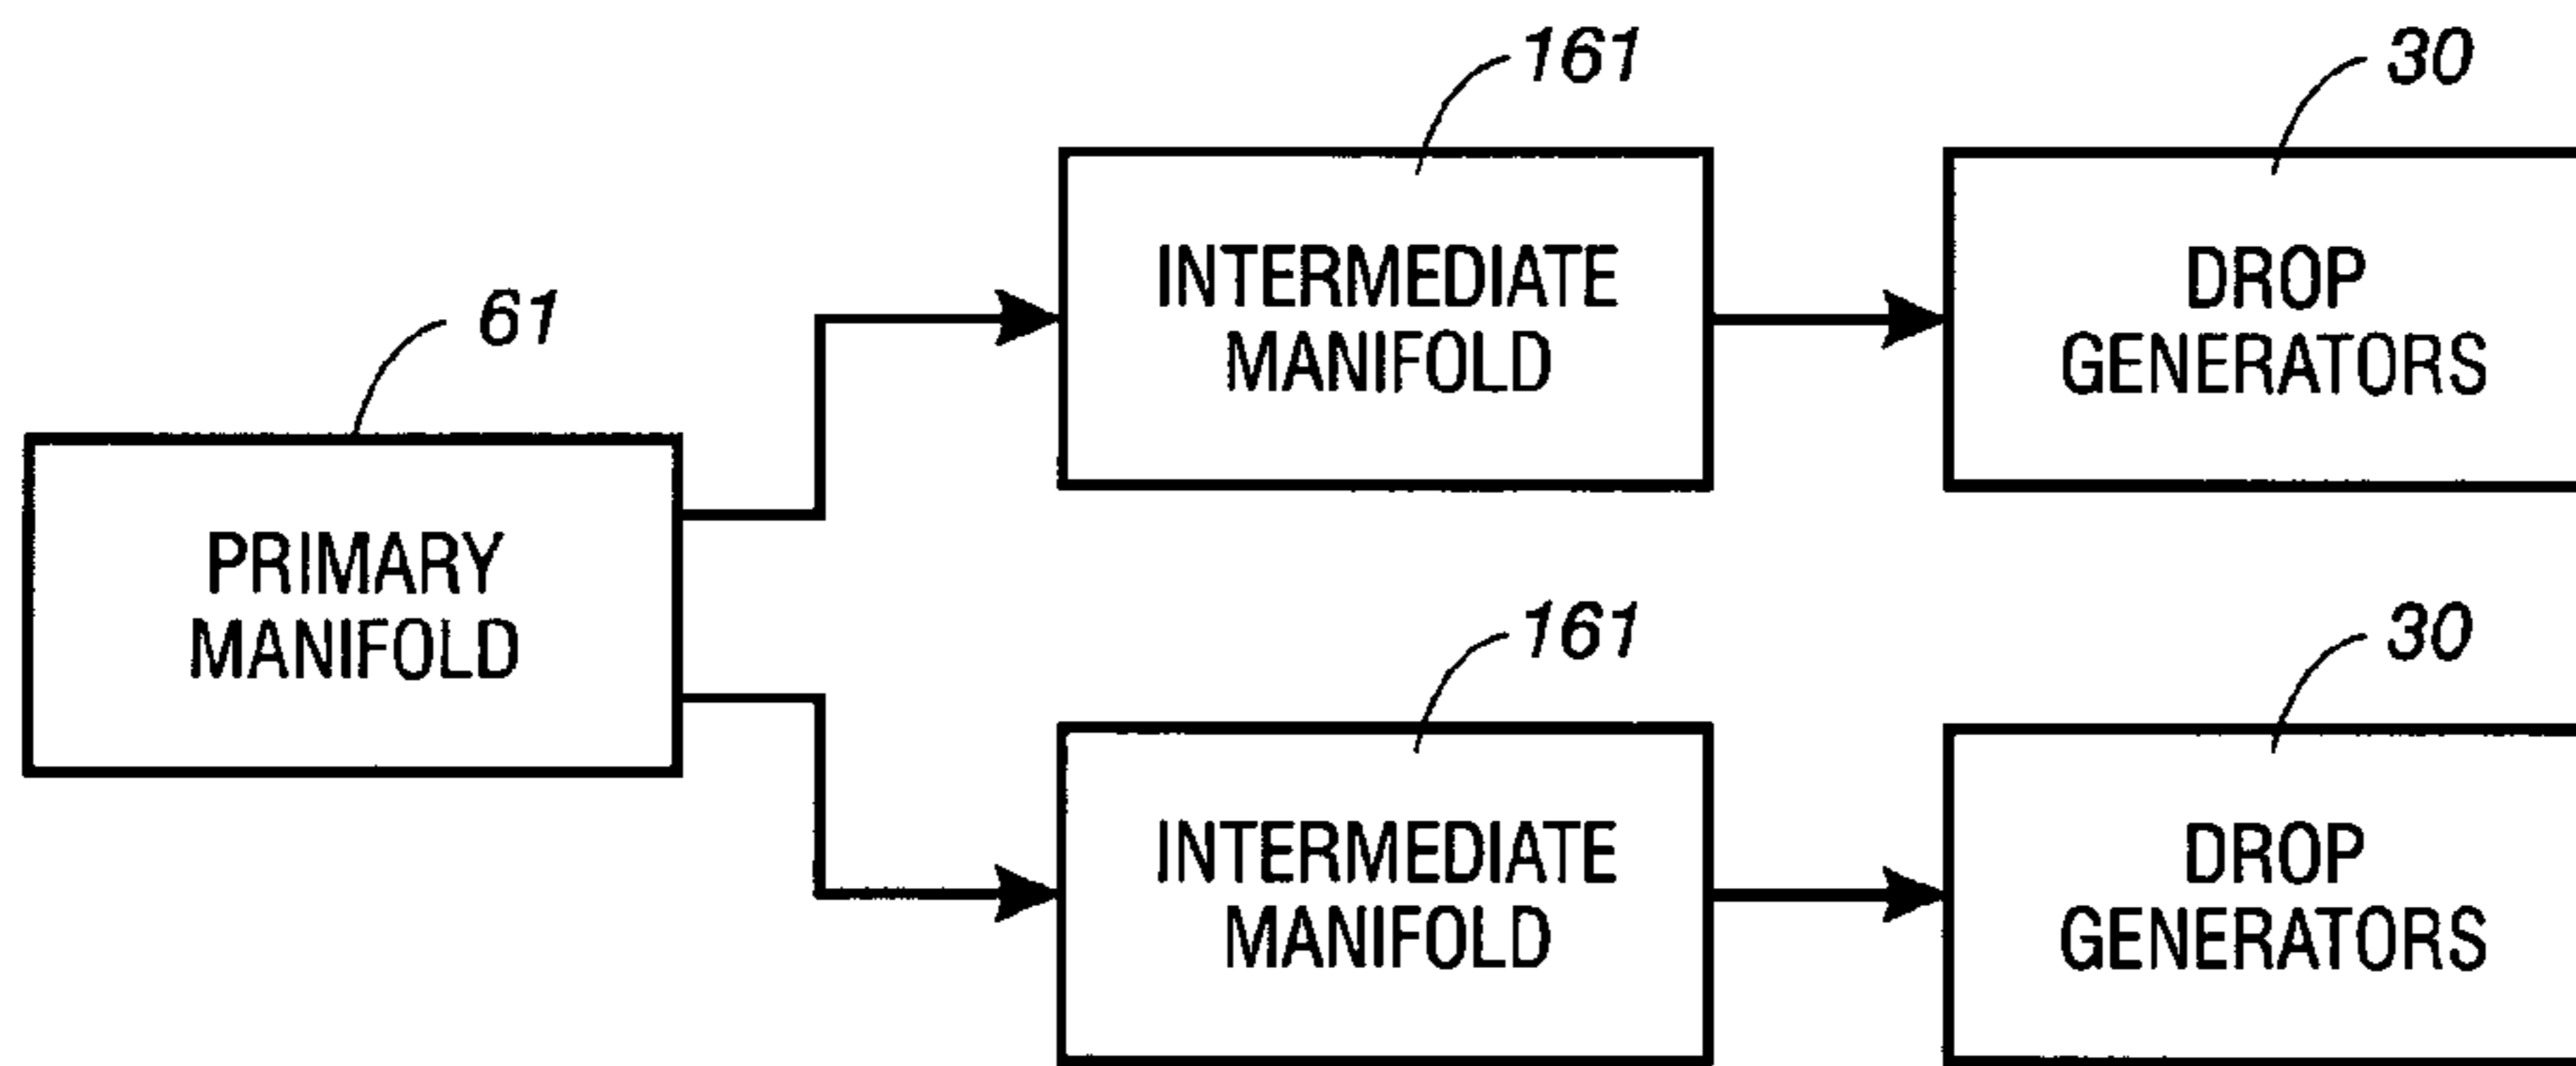 161
30
INTERMEDIATE
MANIFOLD
DROP
GENERATORS
61
PRIMARY
MANIFOLD
161
30
INTERMEDIATE
MANIFOLD
DROP
GENERATORS